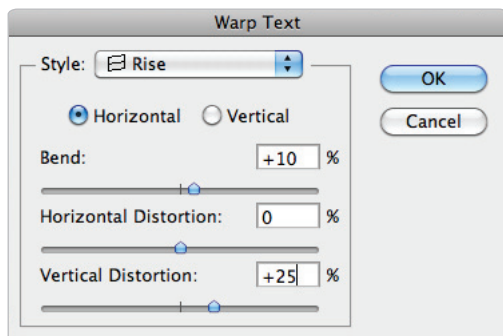 Warp Text
Style: Rise
OK
Horizontal Vertical
Cancel
Bend: +10 %
Horizontal Distortion: 0 %
Vertical Distortion: +25 %